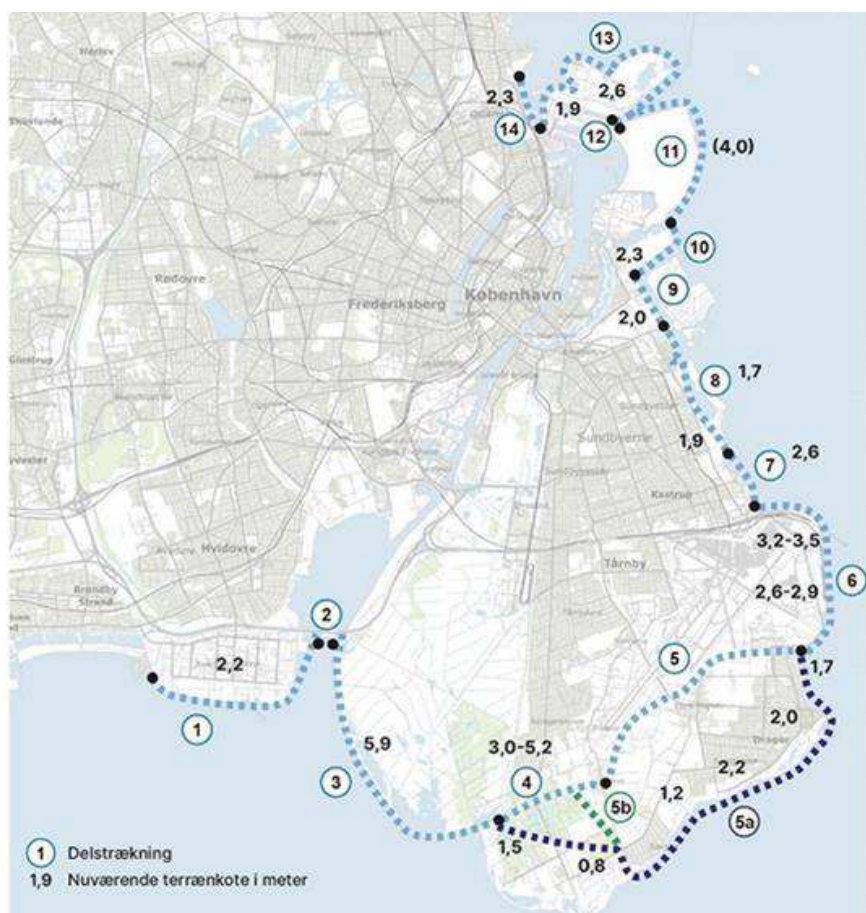 13
Herlev
2,3
2,6
1,9
14
12
11
(4,0)
10
2,3
Rødovre
9
Frederiksberg
København
2,0
8
1,7
Glostrup
Sundbyerne
1,9
2,6
7
Kastrup
3,2-3,5
Hvidovre
Tårnby
6
Brøndby
Strand
2,6-2,9
2
5
2,2
1,7
2,0
1
Dragør
5,9
3,0-5,2
2,2
3
4
1,2
5b
5a
1,5
0,8
1 Delstrækning
1,9 Nuværende terrænkote i meter